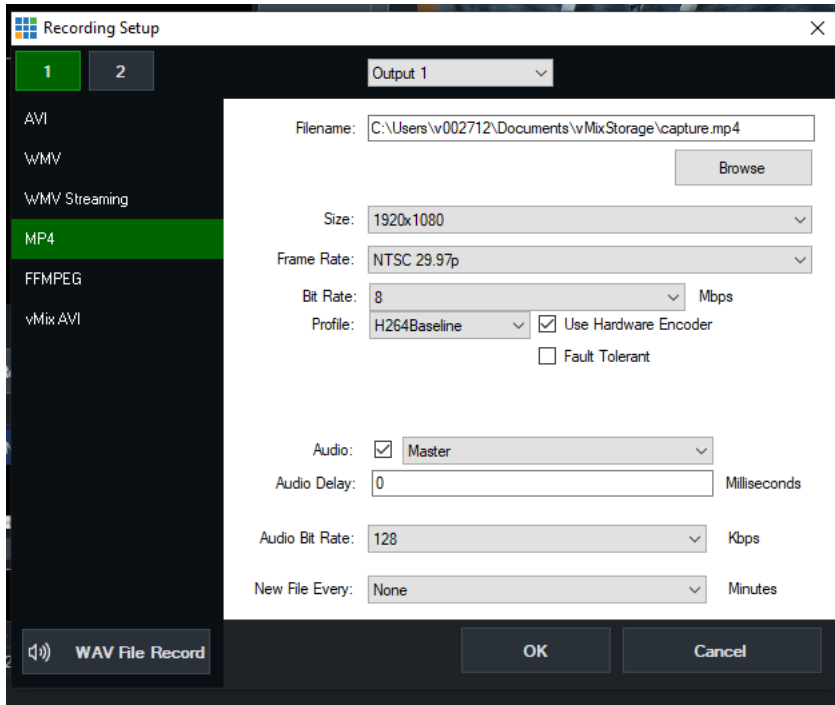 Recording Setup
1 2 Output 1
AVI
WMV
WMV Streaming
MP4
FFMPEG
vMix AVI
Filename: C:\Users\v002712\Documents\vMixStorage\capture.mp4
Browse
Size: 1920x1080
Frame Rate: NTSC 29.97p
Bit Rate: 8 Mbps
Profile: H264Baseline Use Hardware Encoder
Fault Tolerant
Audio: Master
Audio Delay: 0 Milliseconds
Audio Bit Rate: 128 Kbps
New File Every: None Minutes
WAV File Record OK Cancel